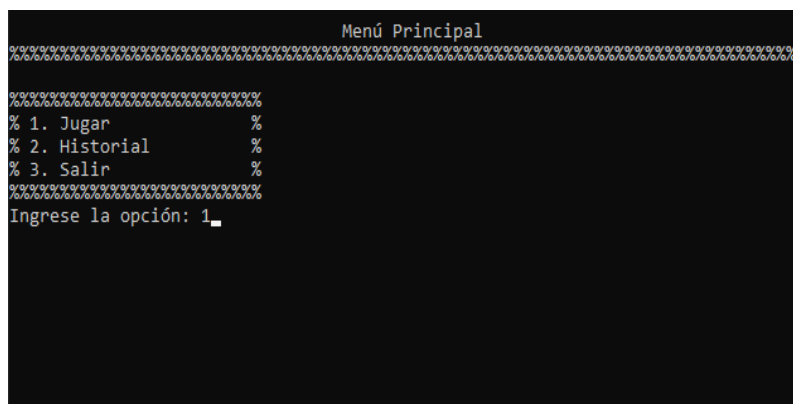 Menú Principal
%%%%%%%%%%%%%%%%%%%%%%%%%%%%%%%%%%%%%%%%%%%%%%%%%%%%%%%%%%%%%%%%%%%%%%%%%%%%%%%%
%%%%%%%%%%%%%%%%%%%%%%%%%
% 1. Jugar              %
% 2. Historial          %
% 3. Salir              %
%%%%%%%%%%%%%%%%%%%%%%%%%
Ingrese la opción: 1